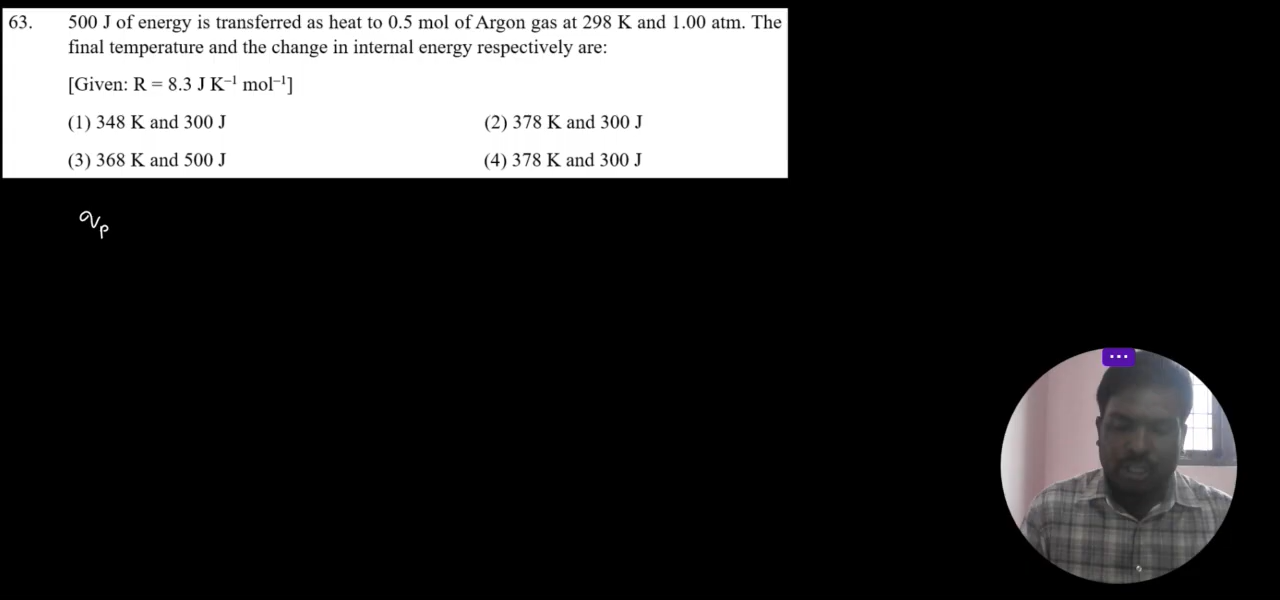 63. 500 J of energy is transferred as heat to 0.5 mol of Argon gas at 298 K and 1.00 atm. The
final temperature and the change in internal energy respectively are:
[Given: R = 8.3 J K⁻¹ mol⁻¹]
(1) 348 K and 300 J (2) 378 K and 300 J
(3) 368 K and 500 J (4) 378 K and 300 J
qₚ